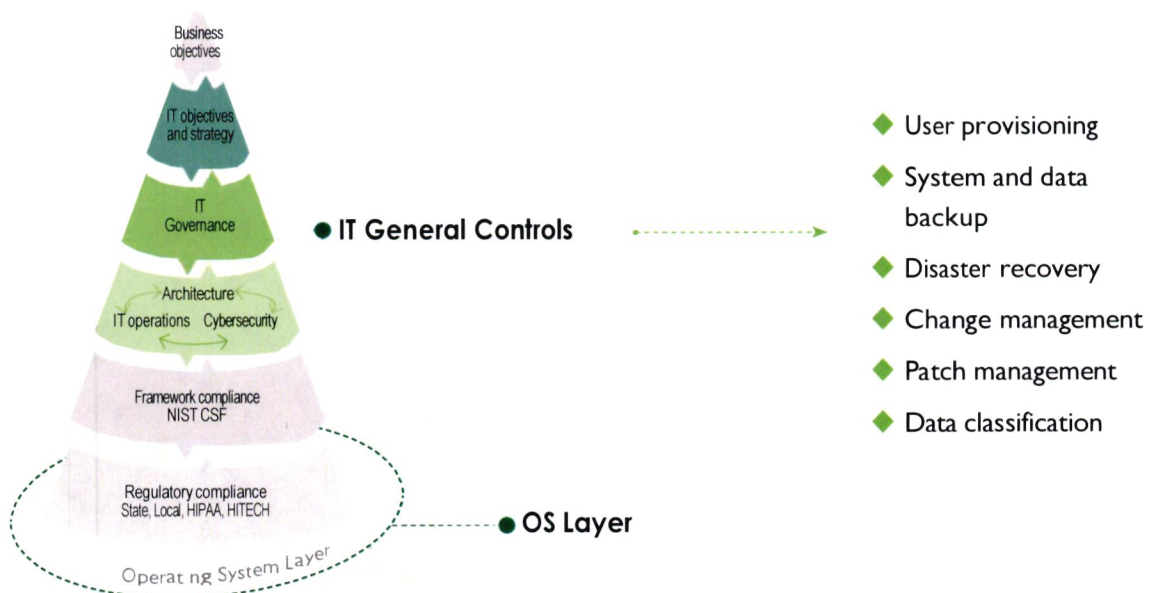 Business
objectives
IT objectives
and strategy
IT
Governance
Architecture
IT operations Cybersecurity
Framework compliance
NIST CSF
Regulatory compliance
State, Local, HIPAA, HITECH
Operating System Layer
IT General Controls
OS Layer
User provisioning
System and data
backup
Disaster recovery
Change management
Patch management
Data classification